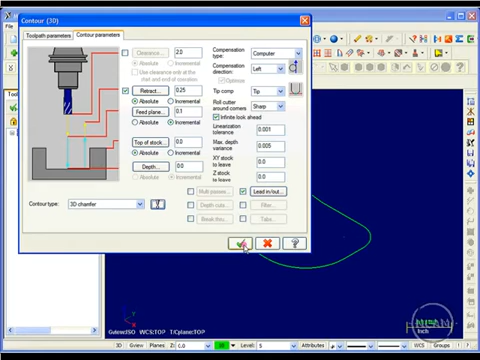 Contour (3D)
Toolpath parameters Contour parameters
Clearance... 2.0
Absolute Incremental
Use clearance only at the
start and end of operation
Retract... 0.25
Absolute Incremental
Feed plane... 0.1
Absolute Incremental
Top of stock... 0.0
Absolute Incremental
Depth... 0.0
Absolute Incremental
Compensation
type: Computer
Compensation
direction: Left
Optimize
Tip comp Tip
Roll cutter
around corners Sharp
Infinite look ahead
Linearization
tolerance 0.001
Max. depth
variance 0.005
XY stock
to leave 0.0
Z stock
to leave 0.0
Multi passes... Lead in/out...
Depth cuts... Filter...
Break thru...
Contour type: 3D chamfer
Gview:ISO WCS:TOP T/Cplane:TOP
Inch
3D Gview Planes Z: 0.0 Level: 5 Attributes WCS Groups